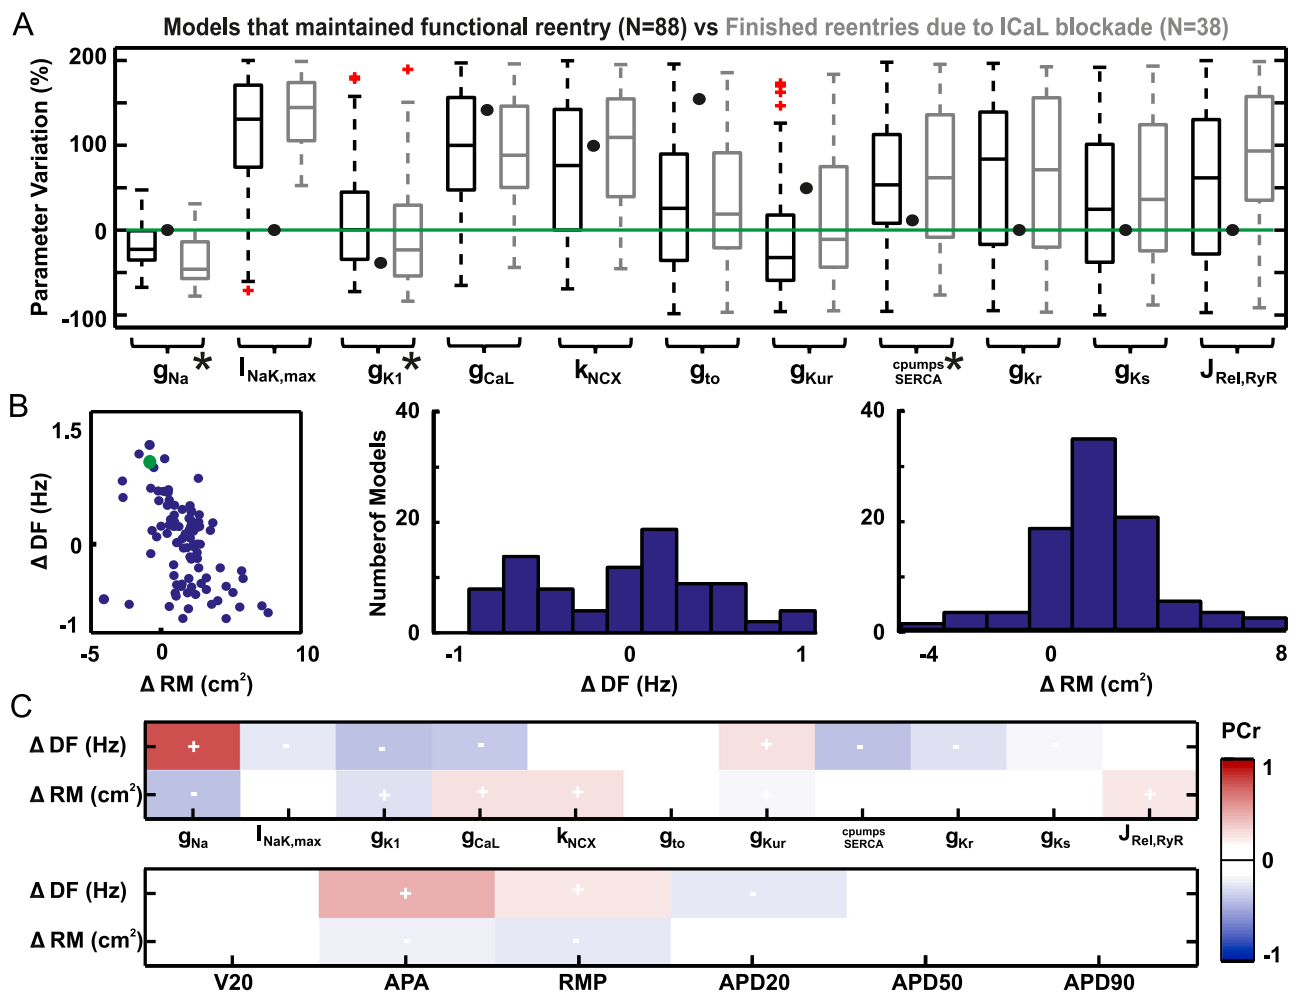 A
Models that maintained functional reentry (N=88) vs Finished reentries due to ICaL blockade (N=38)
Parameter Variation (%)
200
100
0
-100
gNa* INaK,max gK1* gCaL kNCX gto gKur cpumps SERCA* gKr gKs JRel,RyR
B
Δ DF (Hz)
1.5
0
-1
-5 0 10
Δ RM (cm²)
Numberof Models
40
20
0
-1 0 1
Δ DF (Hz)
40
20
0
-4 0 8
Δ RM (cm²)
C
Δ DF (Hz)
+ - - - + - - -
Δ RM (cm²)
- + + + + +
gNa INaK,max gK1 gCaL kNCX gto gKur cpumps SERCA gKr gKs JRel,RyR
Δ DF (Hz)
+ + -
Δ RM (cm²)
- -
V20 APA RMP APD20 APD50 APD90
PCr
1
0
-1